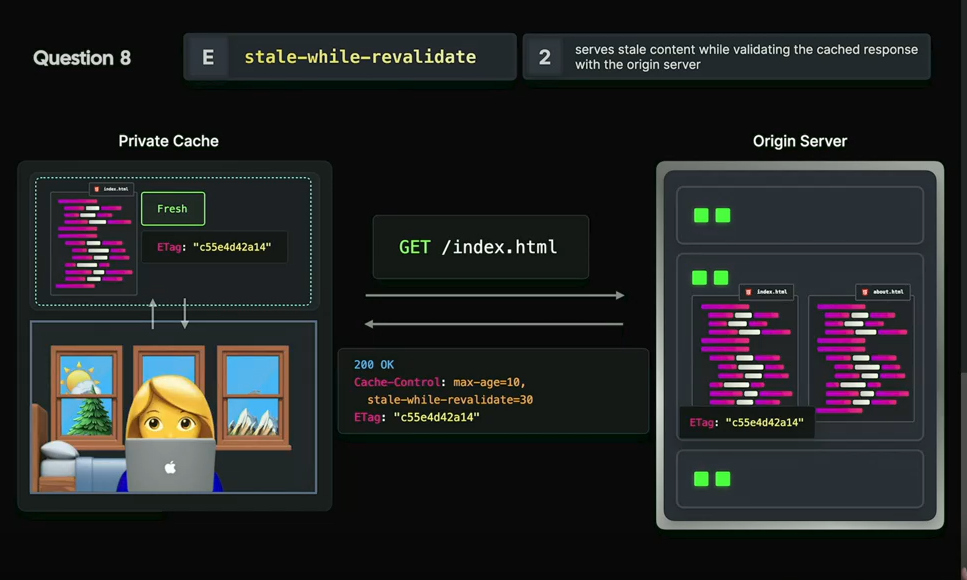 Question 8
E stale-while-revalidate
2 serves stale content while validating the cached response
with the origin server
Private Cache
Origin Server
index.html
Fresh
ETag: "c55e4d42a14"
GET /index.html
200 OK
Cache-Control: max-age=10,
stale-while-revalidate=30
ETag: "c55e4d42a14"
index.html
about.html
ETag: "c55e4d42a14"